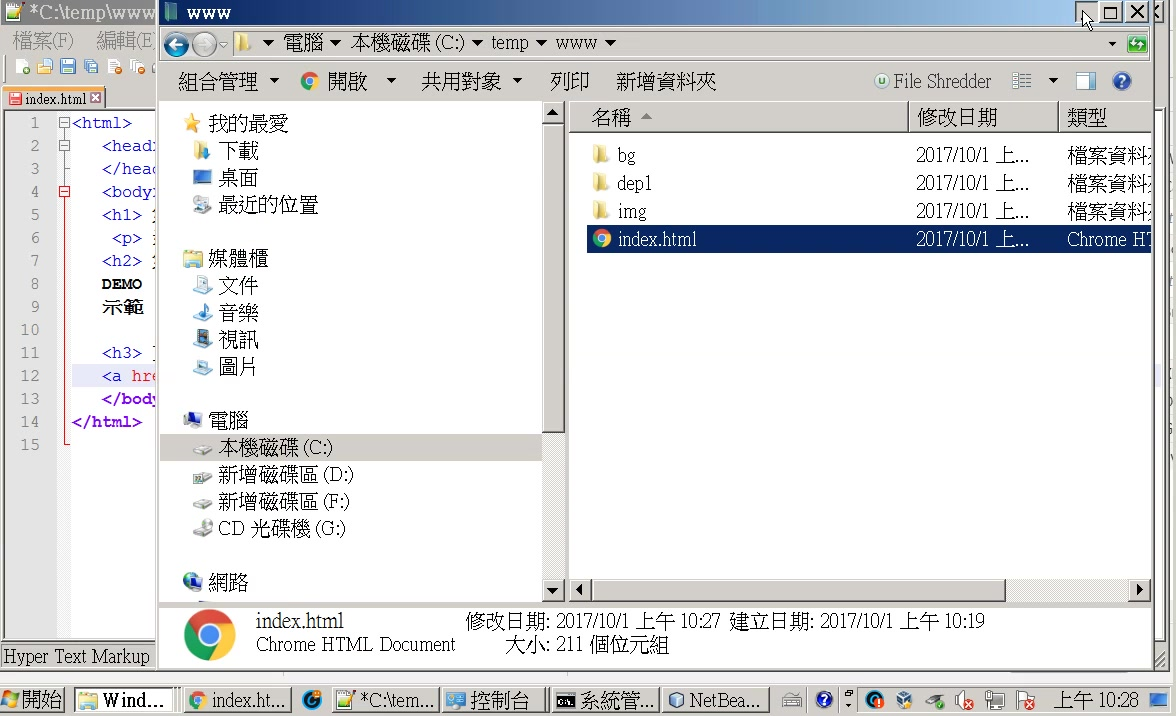 *C:\temp\www
www
檔案(F) 編輯(E
電腦 本機磁碟 (C:) temp www
組合管理 開啟 共用對象 列印 新增資料夾 File Shredder
index.html
1 <html>
2 <head>
3 </head
4 <body>
5 <h1>
6 <p>
7 <h2>
8 DEMO
9 示範
10
11 <h3>
12 <a hre
13 </body
14 </html>
15
我的最愛
下載
桌面
最近的位置
媒體櫃
文件
音樂
視訊
圖片
電腦
本機磁碟 (C:)
新增磁碟區 (D:)
新增磁碟區 (F:)
CD 光碟機 (G:)
網路
名稱 修改日期 類型
bg 2017/10/1 上... 檔案資料夾
dep1 2017/10/1 上... 檔案資料夾
img 2017/10/1 上... 檔案資料夾
index.html 2017/10/1 上... Chrome HT
index.html 修改日期: 2017/10/1 上午 10:27 建立日期: 2017/10/1 上午 10:19
Chrome HTML Document 大小: 211 個位元組
Hyper Text Markup
開始 Wind... index.ht... *C:\tem... 控制台 系統管... NetBea... 上午 10:28